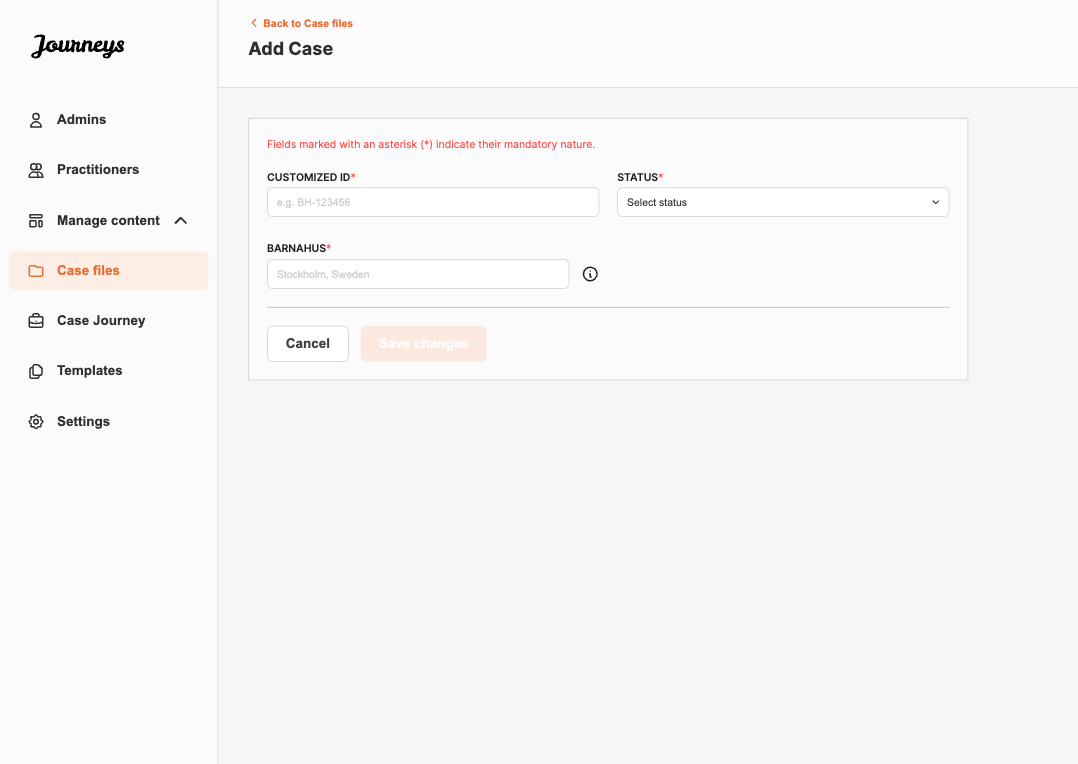 Journeys
Admins
Practitioners
Manage content
Case files
Case Journey
Templates
Settings
Back to Case files
Add Case
Fields marked with an asterisk (*) indicate their mandatory nature.
CUSTOMIZED ID*
e.g. BH-123456
STATUS*
Select status
BARNAHUS*
Stockholm, Sweden
Cancel
Save changes